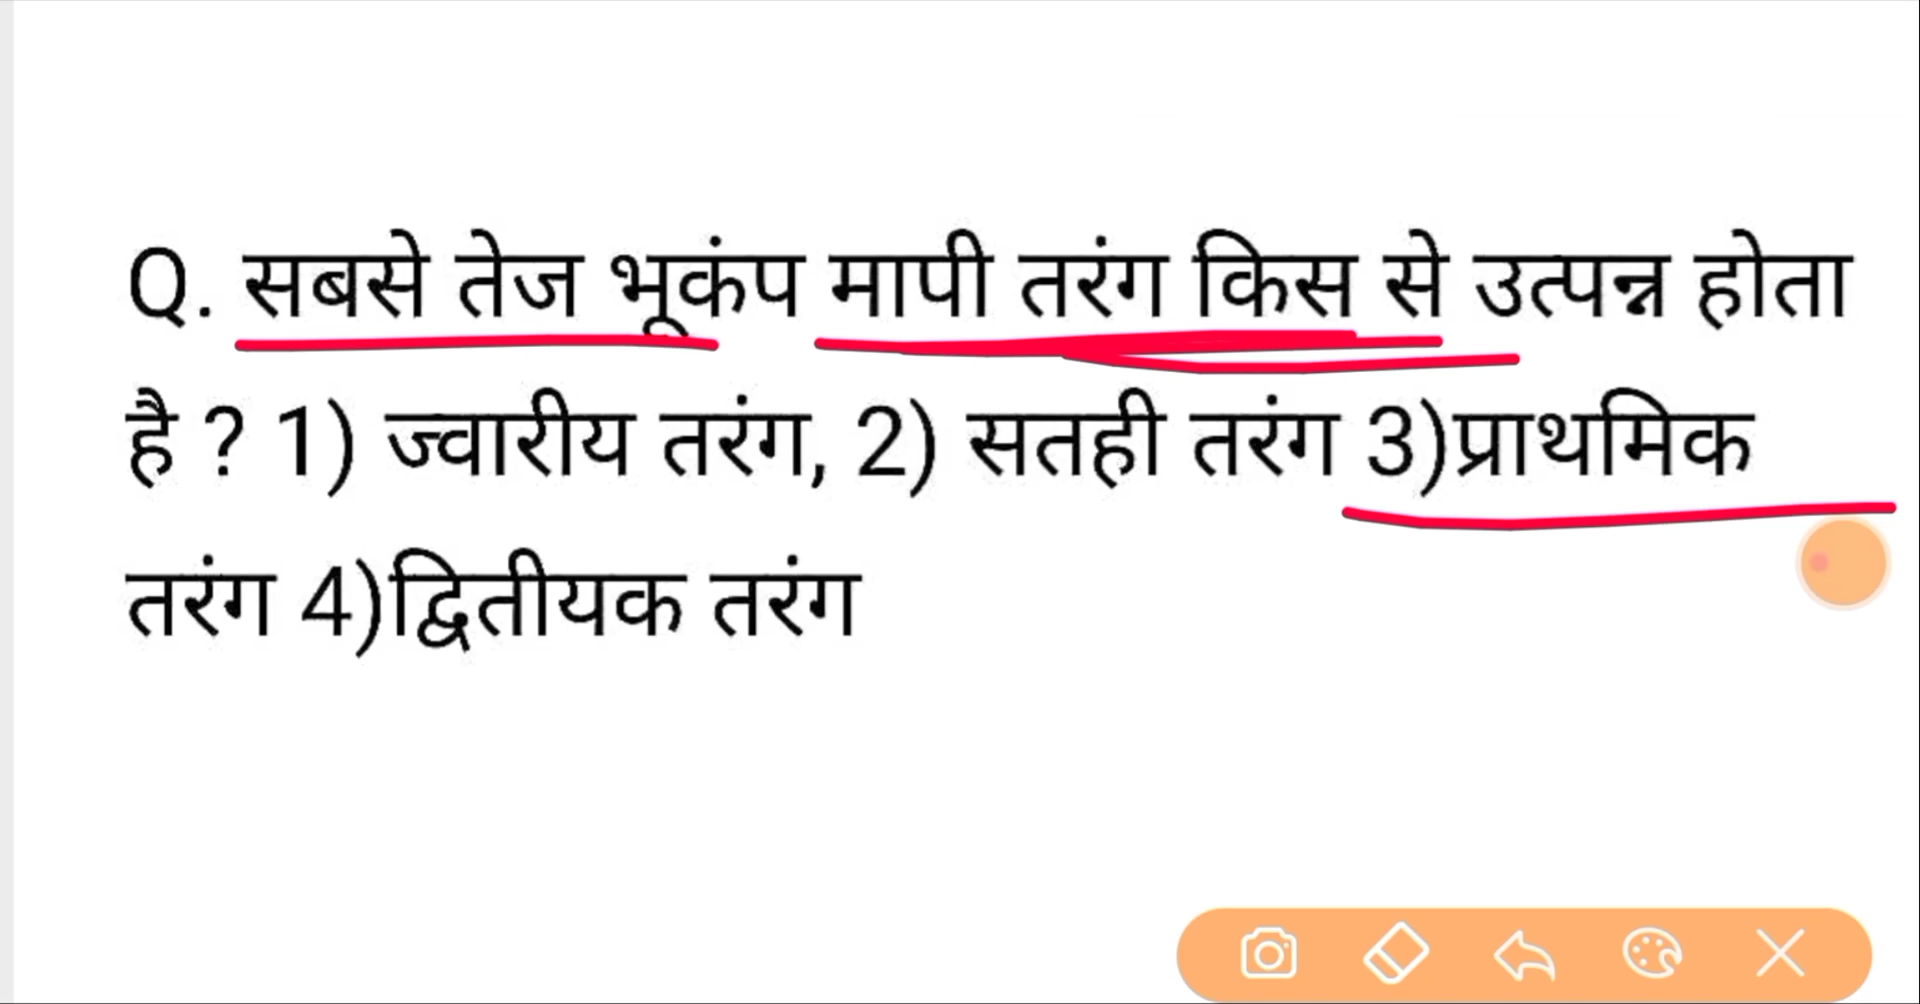 Q. सबसे तेज भूकंप मापी तरंग किस से उत्पन्न होता
है ? 1) ज्वारीय तरंग, 2) सतही तरंग 3)प्राथमिक
तरंग 4)द्वितीयक तरंग